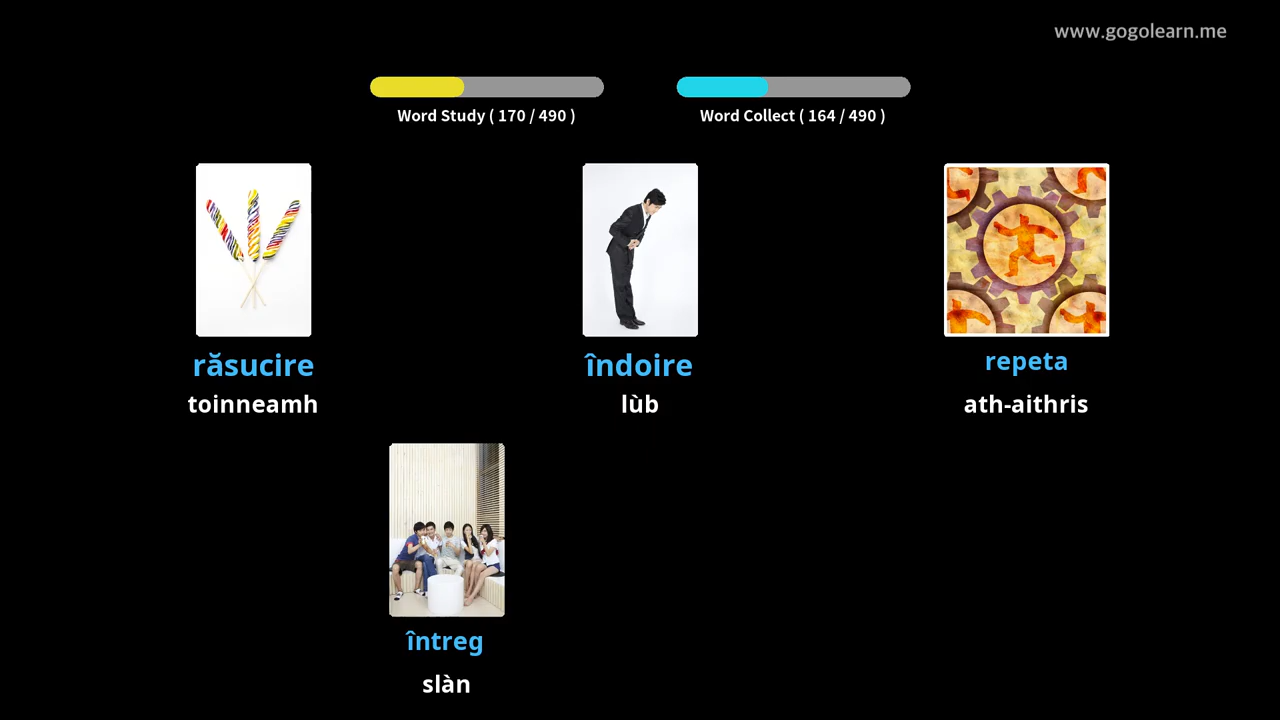 www.gogolearn.me
Word Study ( 170 / 490 )
Word Collect ( 164 / 490 )
răsucire
toinneamh
îndoire
lùb
repeta
ath-aithris
întreg
slàn